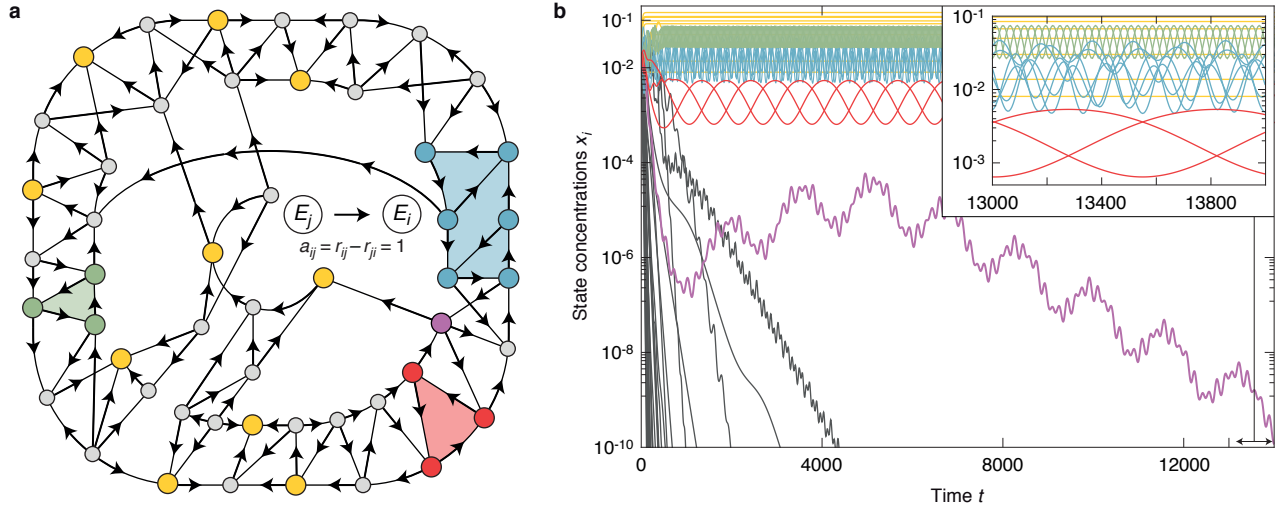 a
E_j → E_i
a_ij = r_ij – r_ji = 1
b
State concentrations x_i
10^-1
10^-2
10^-4
10^-6
10^-8
10^-10
0
4000
8000
12000
Time t
10^-1
10^-2
10^-3
13000
13400
13800